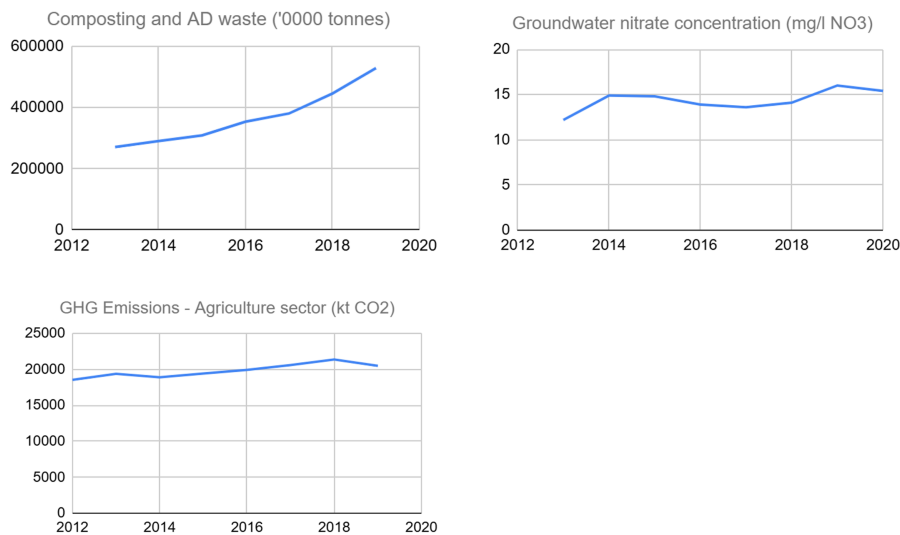 Composting and AD waste ('0000 tonnes)
600000
400000
200000
0
2012 2014 2016 2018 2020
Groundwater nitrate concentration (mg/l NO3)
20
15
10
5
0
2012 2014 2016 2018 2020
GHG Emissions - Agriculture sector (kt CO2)
25000
20000
15000
10000
5000
0
2012 2014 2016 2018 2020